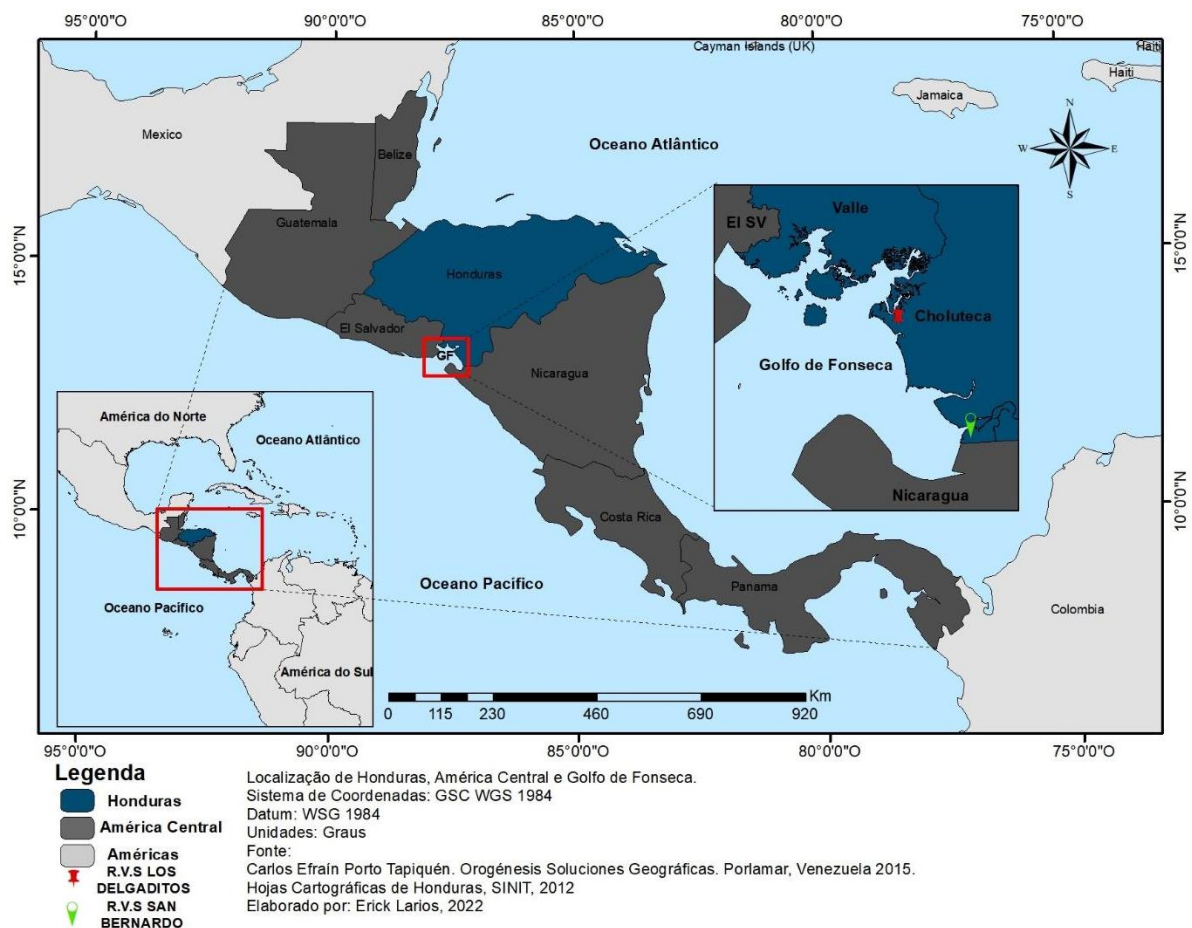 95°0'0"O 90°0'0"O 85°0'0"O 80°0'0"O 75°0'0"O
Cayman Islands (UK)
Haiti
Haiti
Jamaica
Mexico
Oceano Atlântico
N
W E
S
Belize
Guatemala
Honduras
El Salvador
GF
Nicaragua
Costa Rica
Panama
Colombia
Oceano Pacífico
15°0'0"N
10°0'0"N
15°0'0"N
10°0'0"N
El SV
Valle
Choluteca
Golfo de Fonseca
Nicaragua
América do Norte
Oceano Atlântico
Oceano Pacífico
América do Sul
Km
0 115 230 460 690 920
95°0'0"O 90°0'0"O 85°0'0"O 80°0'0"O 75°0'0"O
Legenda
Honduras
América Central
Américas
R.V.S LOS
DELGADITOS
R.V.S SAN
BERNARDO
Localização de Honduras, América Central e Golfo de Fonseca.
Sistema de Coordenadas: GSC WGS 1984
Datum: WSG 1984
Unidades: Graus
Fonte:
Carlos Efraín Porto Tapiquén. Orogénesis Soluciones Geográficas. Porlamar, Venezuela 2015.
Hojas Cartográficas de Honduras, SINIT, 2012
Elaborado por: Erick Larios, 2022